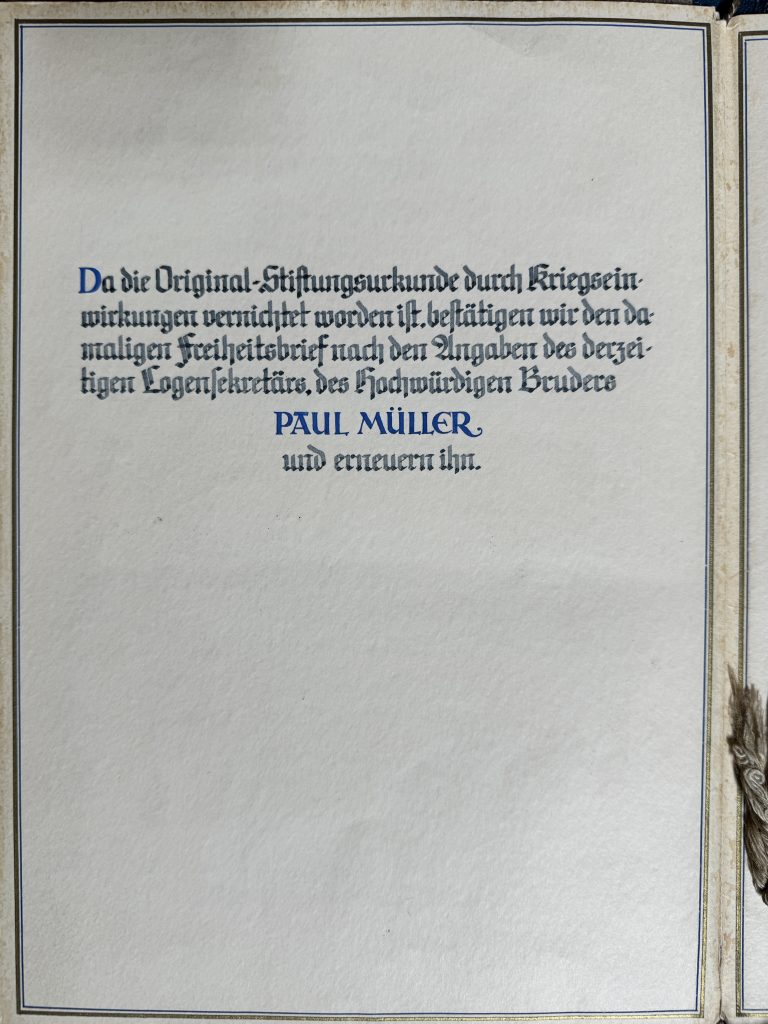 Da die Original-Stiftungsurkunde durch Kriegsein-
wirkungen vernichtet worden ist, bestätigen wir den da-
maligen Freiheitsbrief nach den Angaben des derzei-
tigen Logensekretärs, des Hochwürdigen Bruders
PAUL MÜLLER
und erneuern ihn.